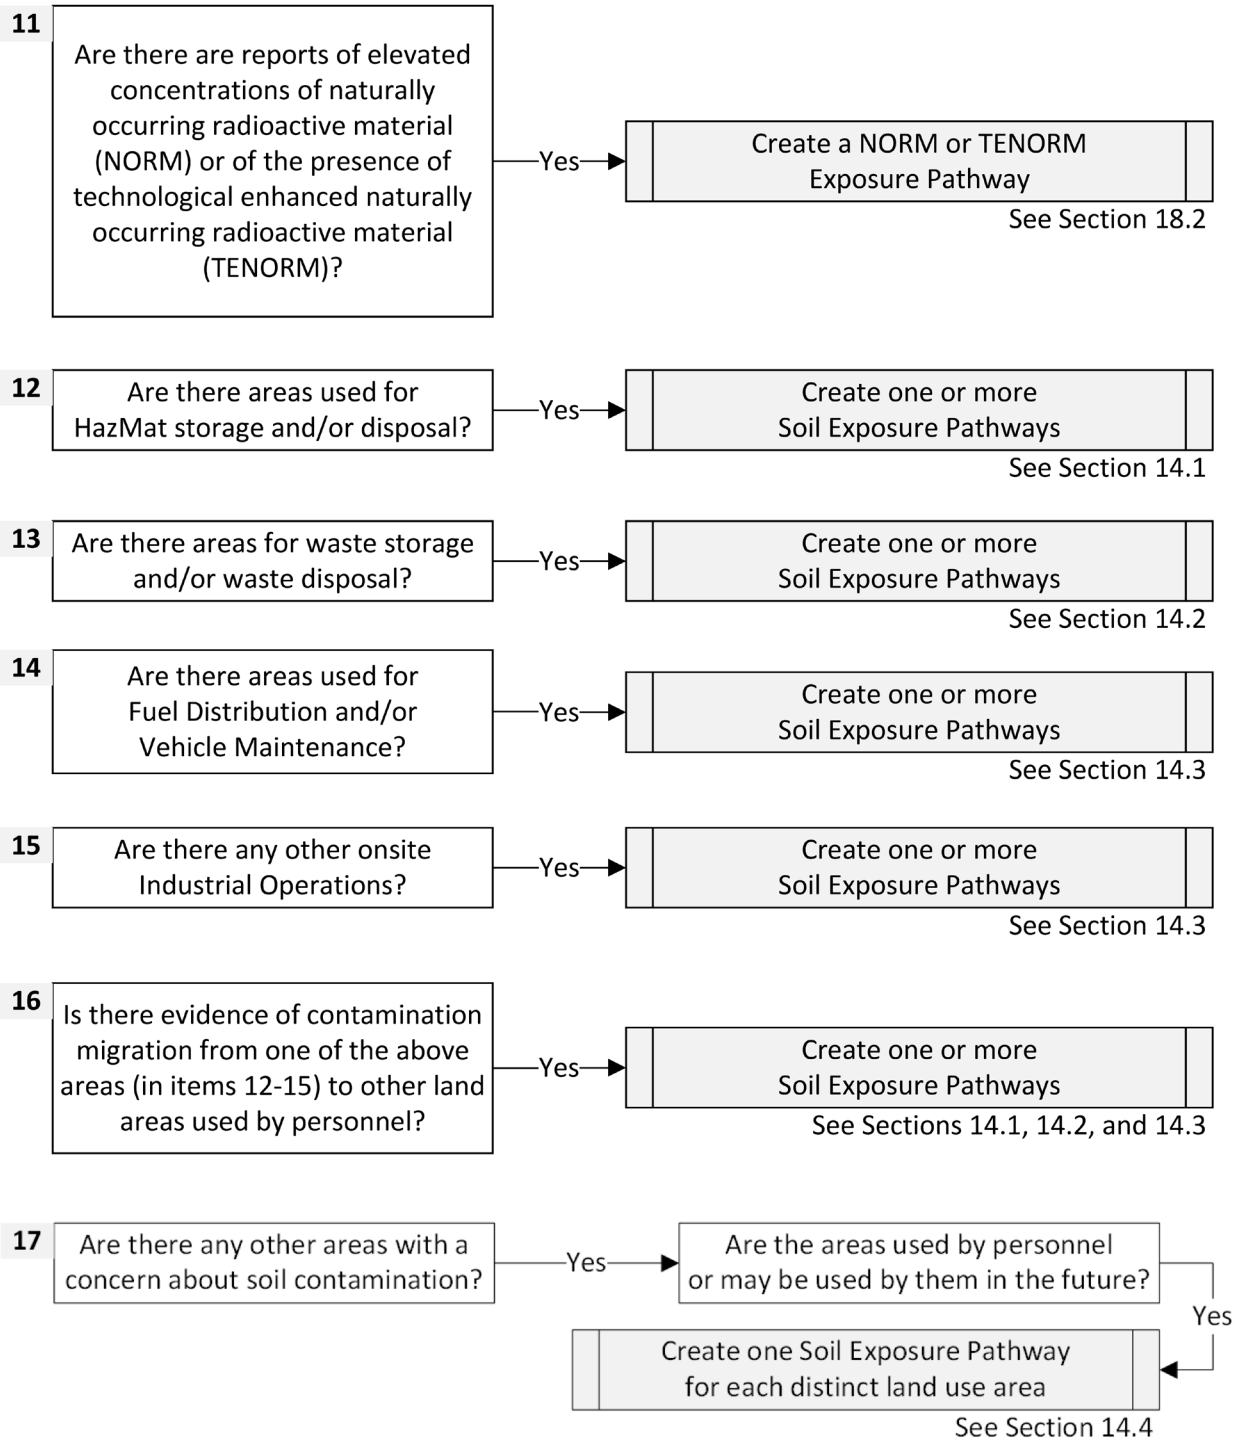 11
Are there are reports of elevated
concentrations of naturally
occurring radioactive material
(NORM) or of the presence of
technological enhanced naturally
occurring radioactive material
(TENORM)?
Yes
Create a NORM or TENORM
Exposure Pathway
See Section 18.2
12
Are there areas used for
HazMat storage and/or disposal?
Yes
Create one or more
Soil Exposure Pathways
See Section 14.1
13
Are there areas for waste storage
and/or waste disposal?
Yes
Create one or more
Soil Exposure Pathways
See Section 14.2
14
Are there areas used for
Fuel Distribution and/or
Vehicle Maintenance?
Yes
Create one or more
Soil Exposure Pathways
See Section 14.3
15
Are there any other onsite
Industrial Operations?
Yes
Create one or more
Soil Exposure Pathways
See Section 14.3
16
Is there evidence of contamination
migration from one of the above
areas (in items 12-15) to other land
areas used by personnel?
Yes
Create one or more
Soil Exposure Pathways
See Sections 14.1, 14.2, and 14.3
17
Are there any other areas with a
concern about soil contamination?
Yes
Are the areas used by personnel
or may be used by them in the future?
Yes
Create one Soil Exposure Pathway
for each distinct land use area
See Section 14.4